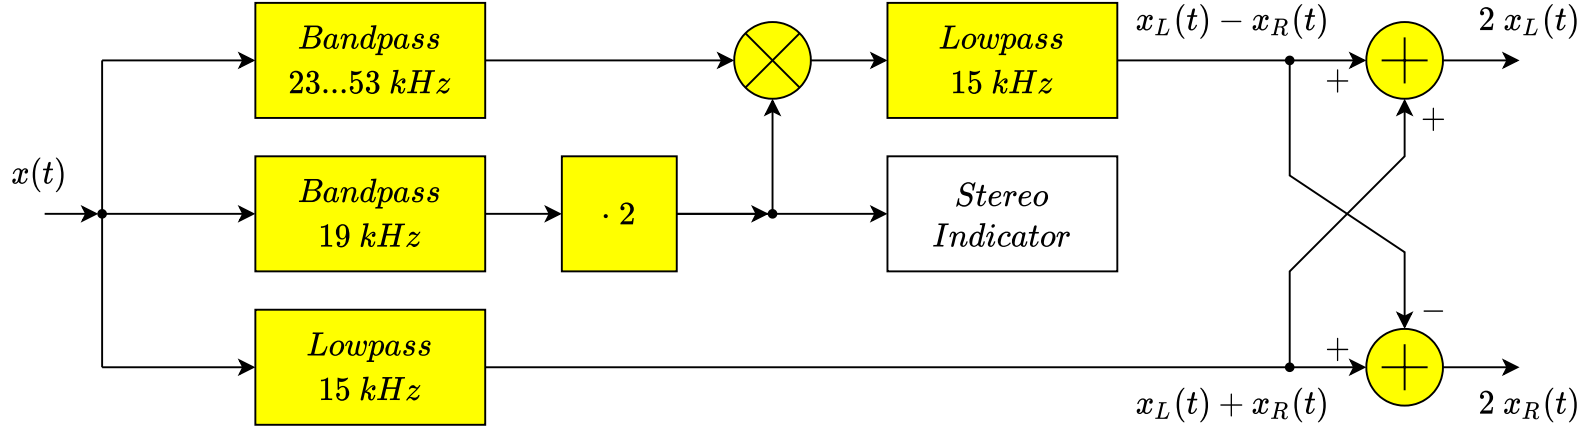 Bandpass
23...53 kHz
Lowpass
15 kHz
x_L(t) − x_R(t)
2 x_L(t)
+
+
x(t)
Bandpass
19 kHz
· 2
Stereo
Indicator
−
+
Lowpass
15 kHz
x_L(t) + x_R(t)
2 x_R(t)